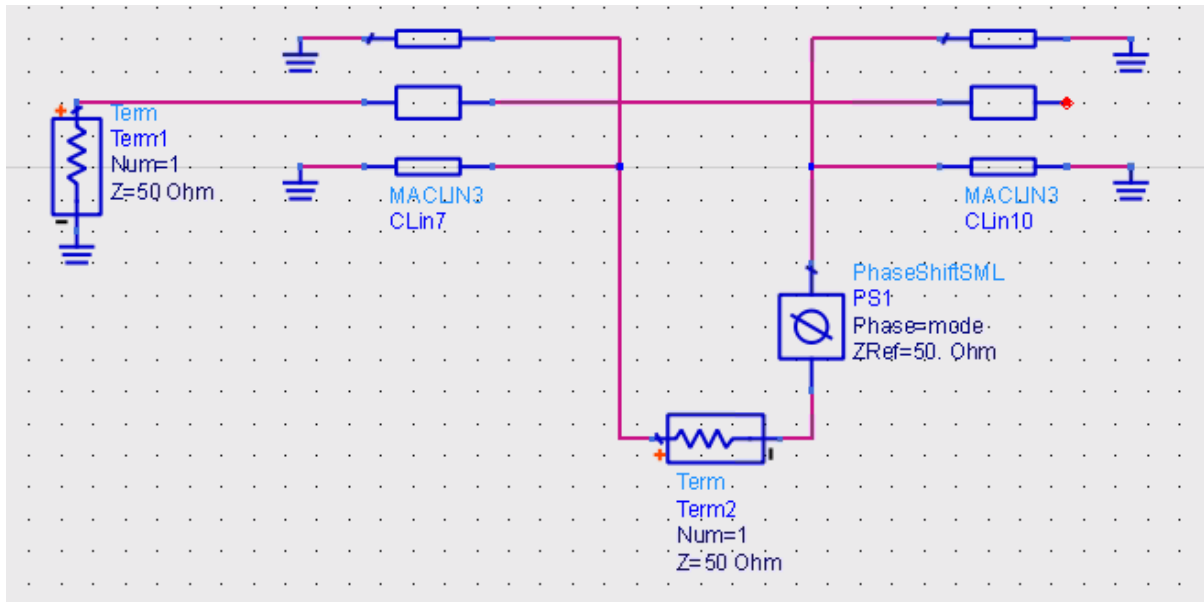 Term
Term1
Num=1
Z=50 Ohm
MACLIN3
CLin7
MACLIN3
CLin10
PhaseShiftSML
PS1
Phase=mode
ZRef=50. Ohm
Term
Term2
Num=1
Z=50 Ohm